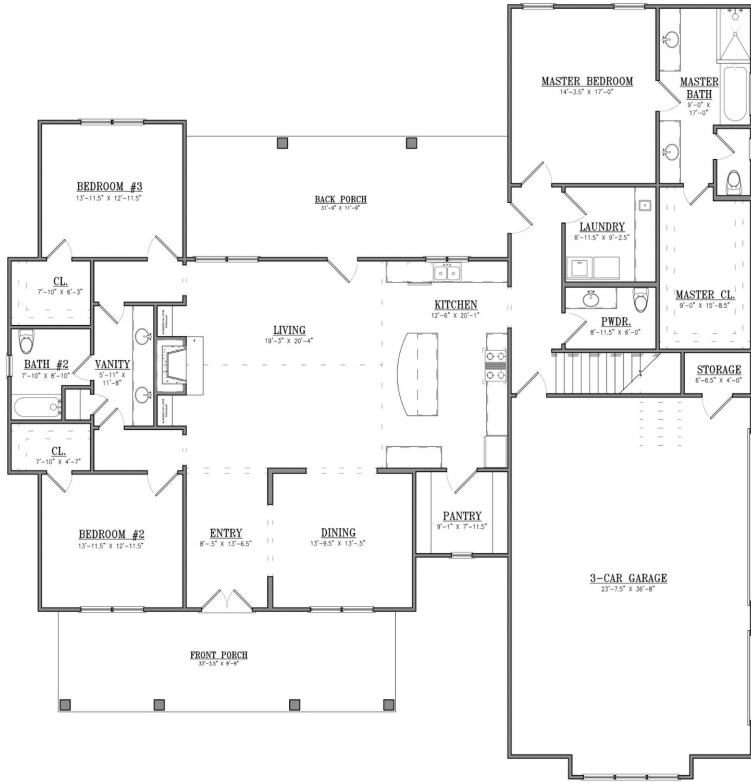 MASTER BEDROOM
14'-3.5" X 17'-0"
MASTER
BATH
9'-0" X
17'-0"
BEDROOM #3
13'-11.5" X 12'-11.5"
BACK PORCH
31'-9" X 11'-9"
LAUNDRY
8'-11.5" X 9'-2.5"
CL.
7'-10" X 6'-3"
KITCHEN
12'-6" X 20'-1"
MASTER CL.
9'-0" X 15'-8.5"
LIVING
19'-3" X 20'-4"
PWDR.
8'-11.5" X 6'-0"
BATH #2
7'-10" X 8'-10"
VANITY
5'-11" X
11'-8"
STORAGE
6'-6.5" X 4'-0"
CL.
7'-10" X 4'-7"
PANTRY
9'-1" X 7'-11.5"
BEDROOM #2
13'-11.5" X 12'-11.5"
ENTRY
8'-.5" X 13'-6.5"
DINING
13'-9.5" X 13'-.5"
3-CAR GARAGE
23'-7.5" X 36'-8"
FRONT PORCH
33'-3.5" X 9'-9"